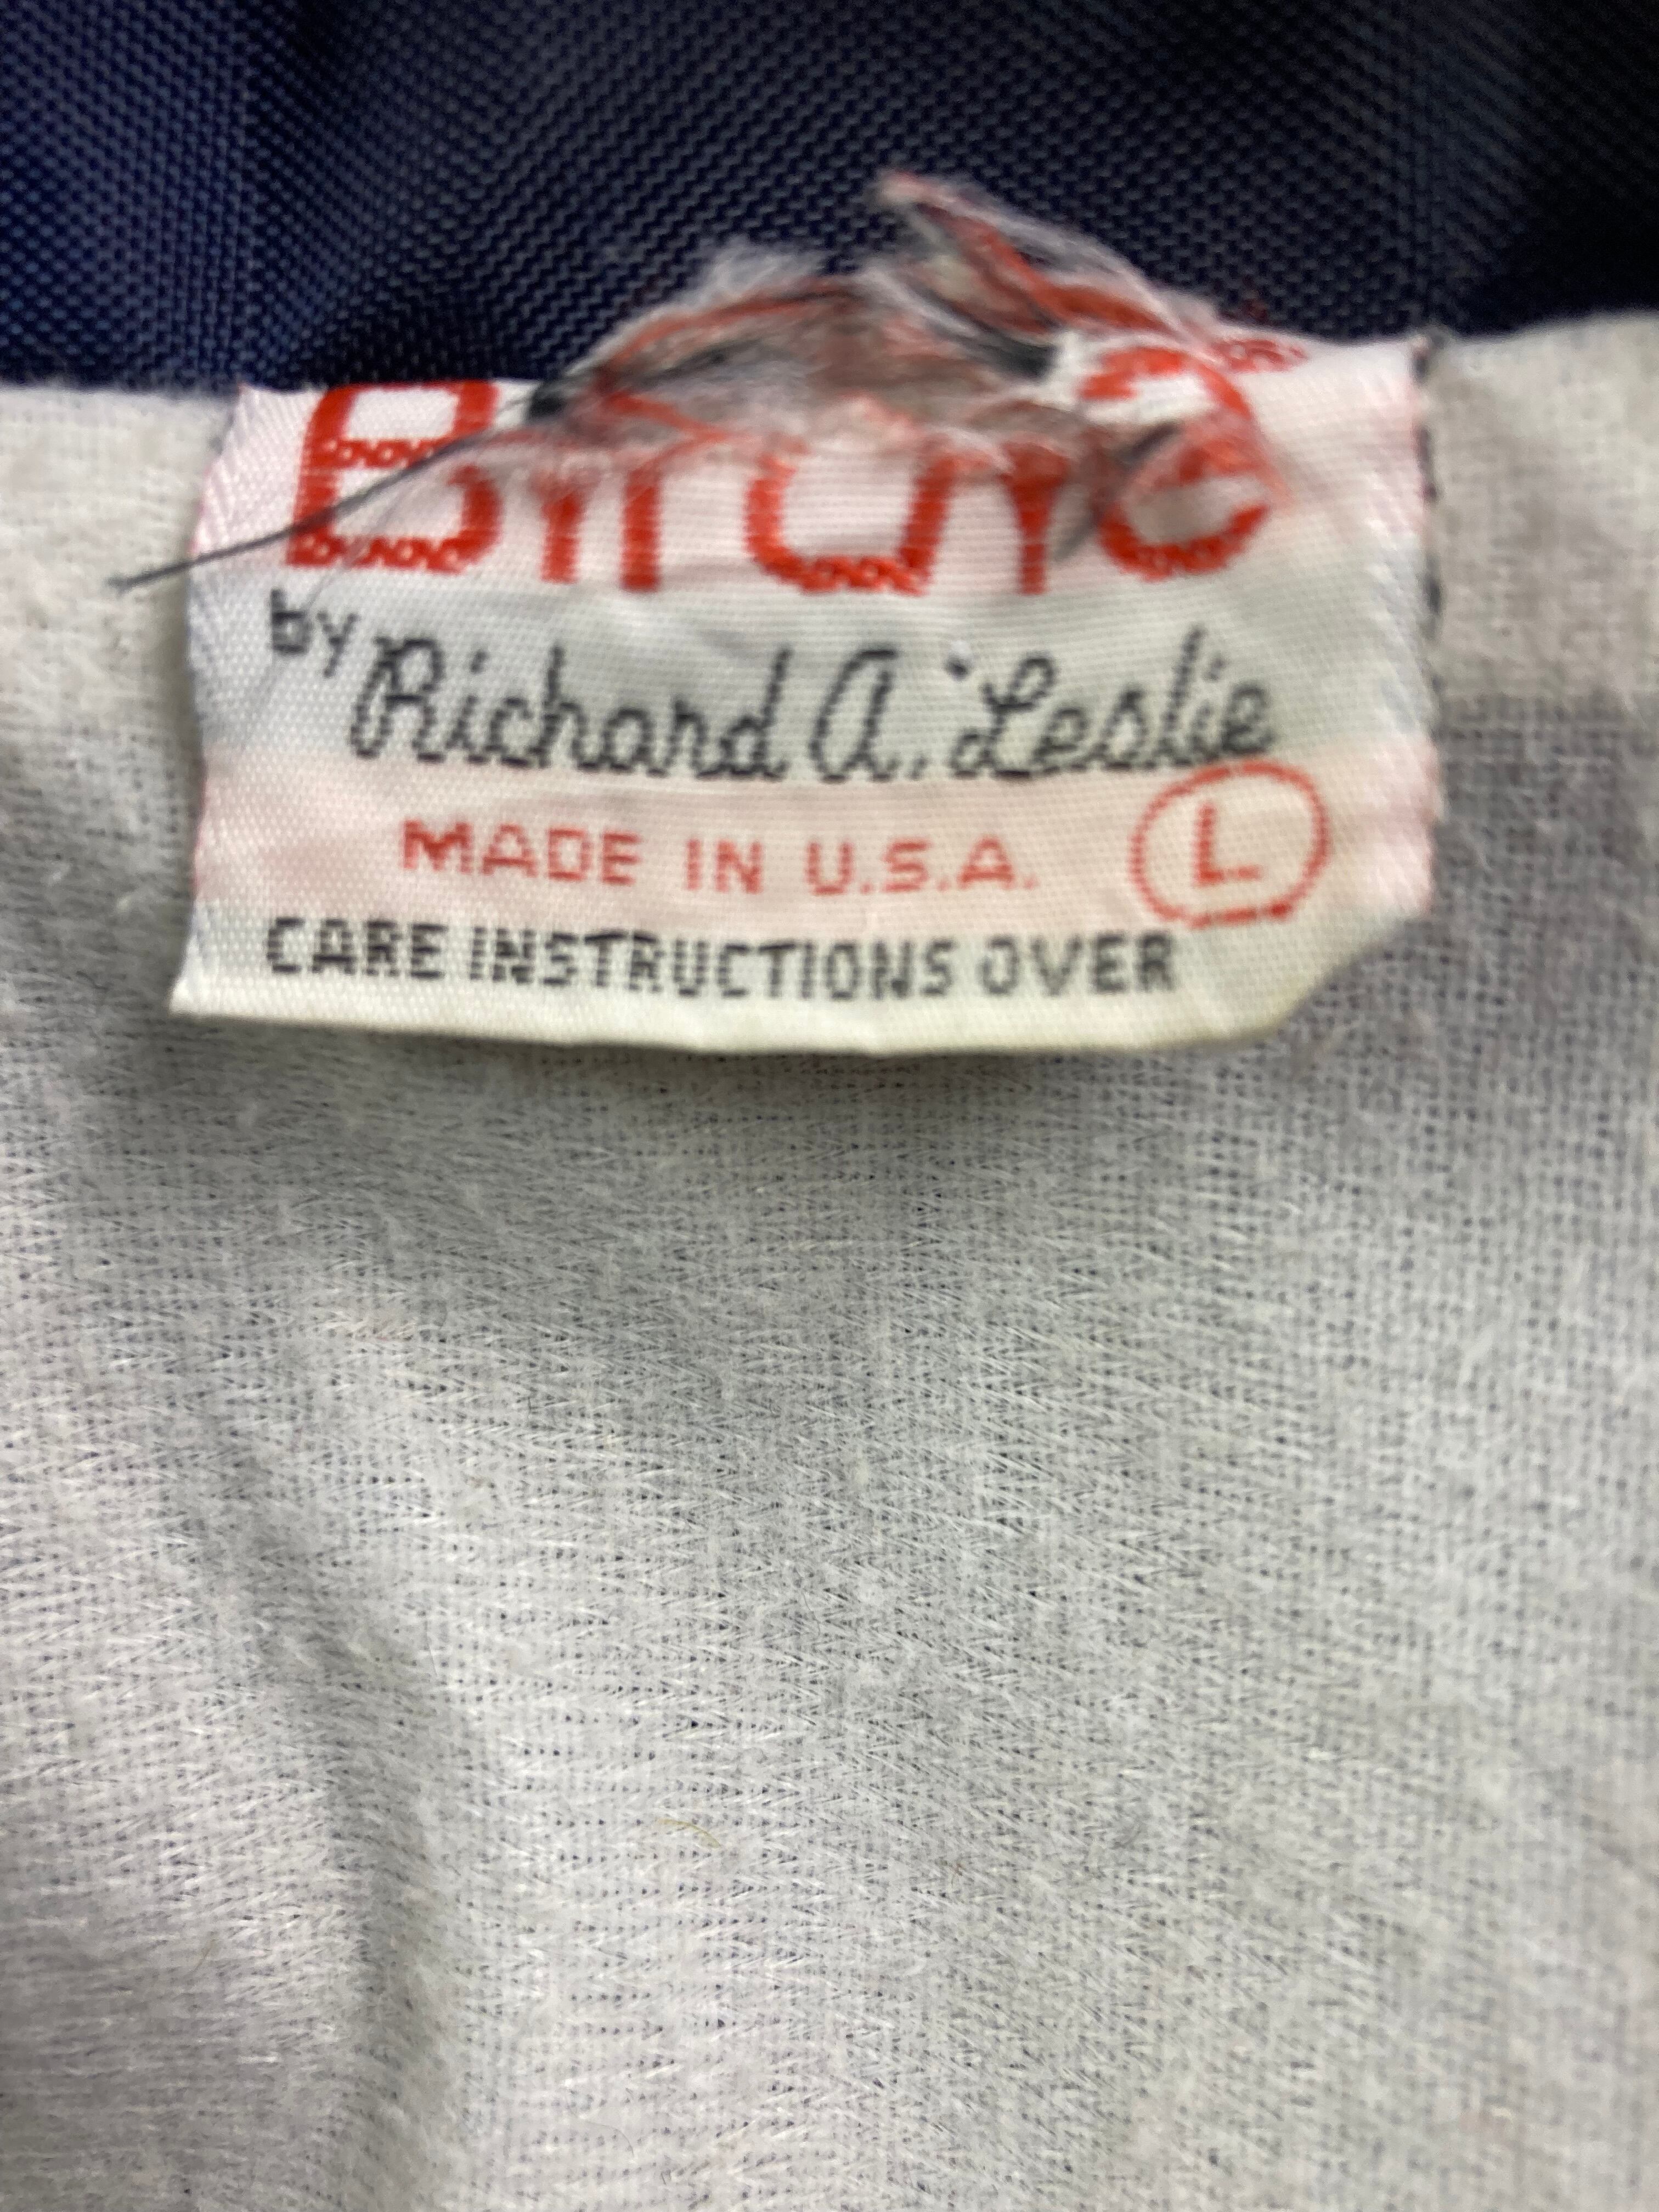 Birdie
by Richard A. Leslie
MADE IN U.S.A. L
CARE INSTRUCTIONS OVER